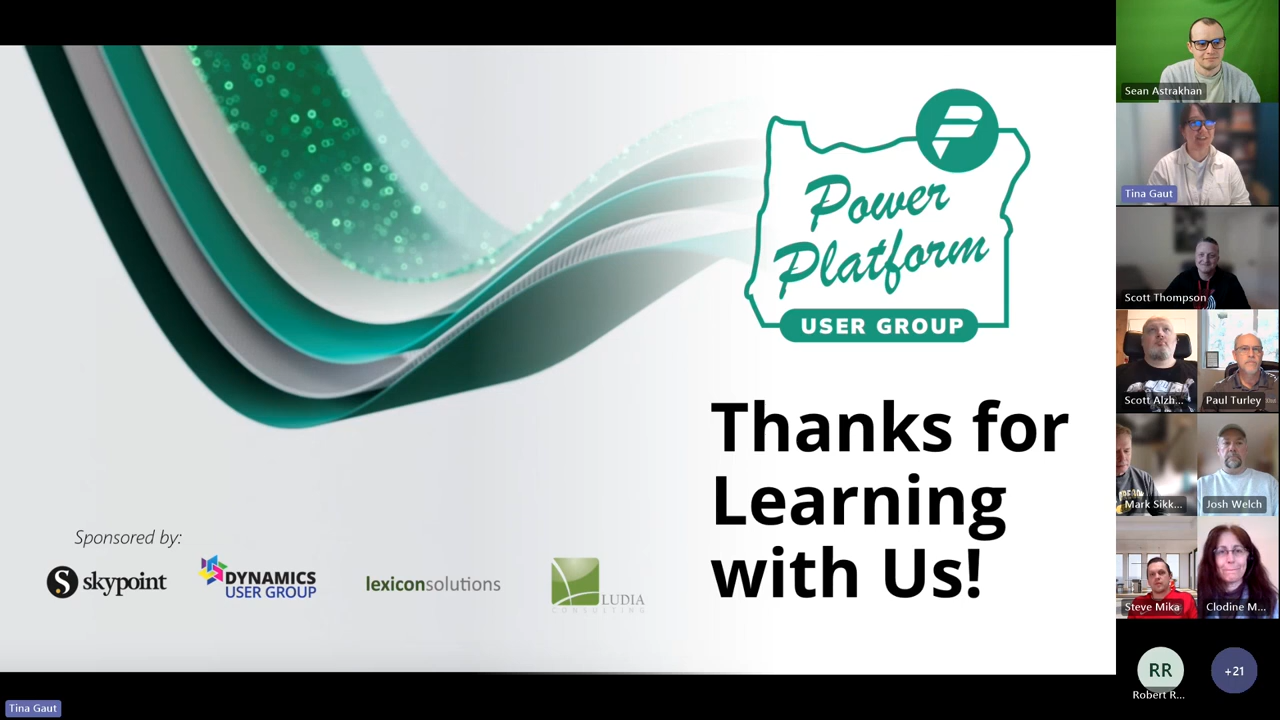 Power
Platform
USER GROUP
Thanks for
Learning
with Us!
Sponsored by:
S skypoint
DYNAMICS
USER GROUP
lexiconsolutions
LUDIA
CONSULTING
Tina Gaut
Sean Astrakhan
Tina Gaut
Scott Thompson
Scott Alzh...
Paul Turley
Mark Sikk...
Josh Welch
Steve Mika
Clodine M...
RR
Robert R...
+21